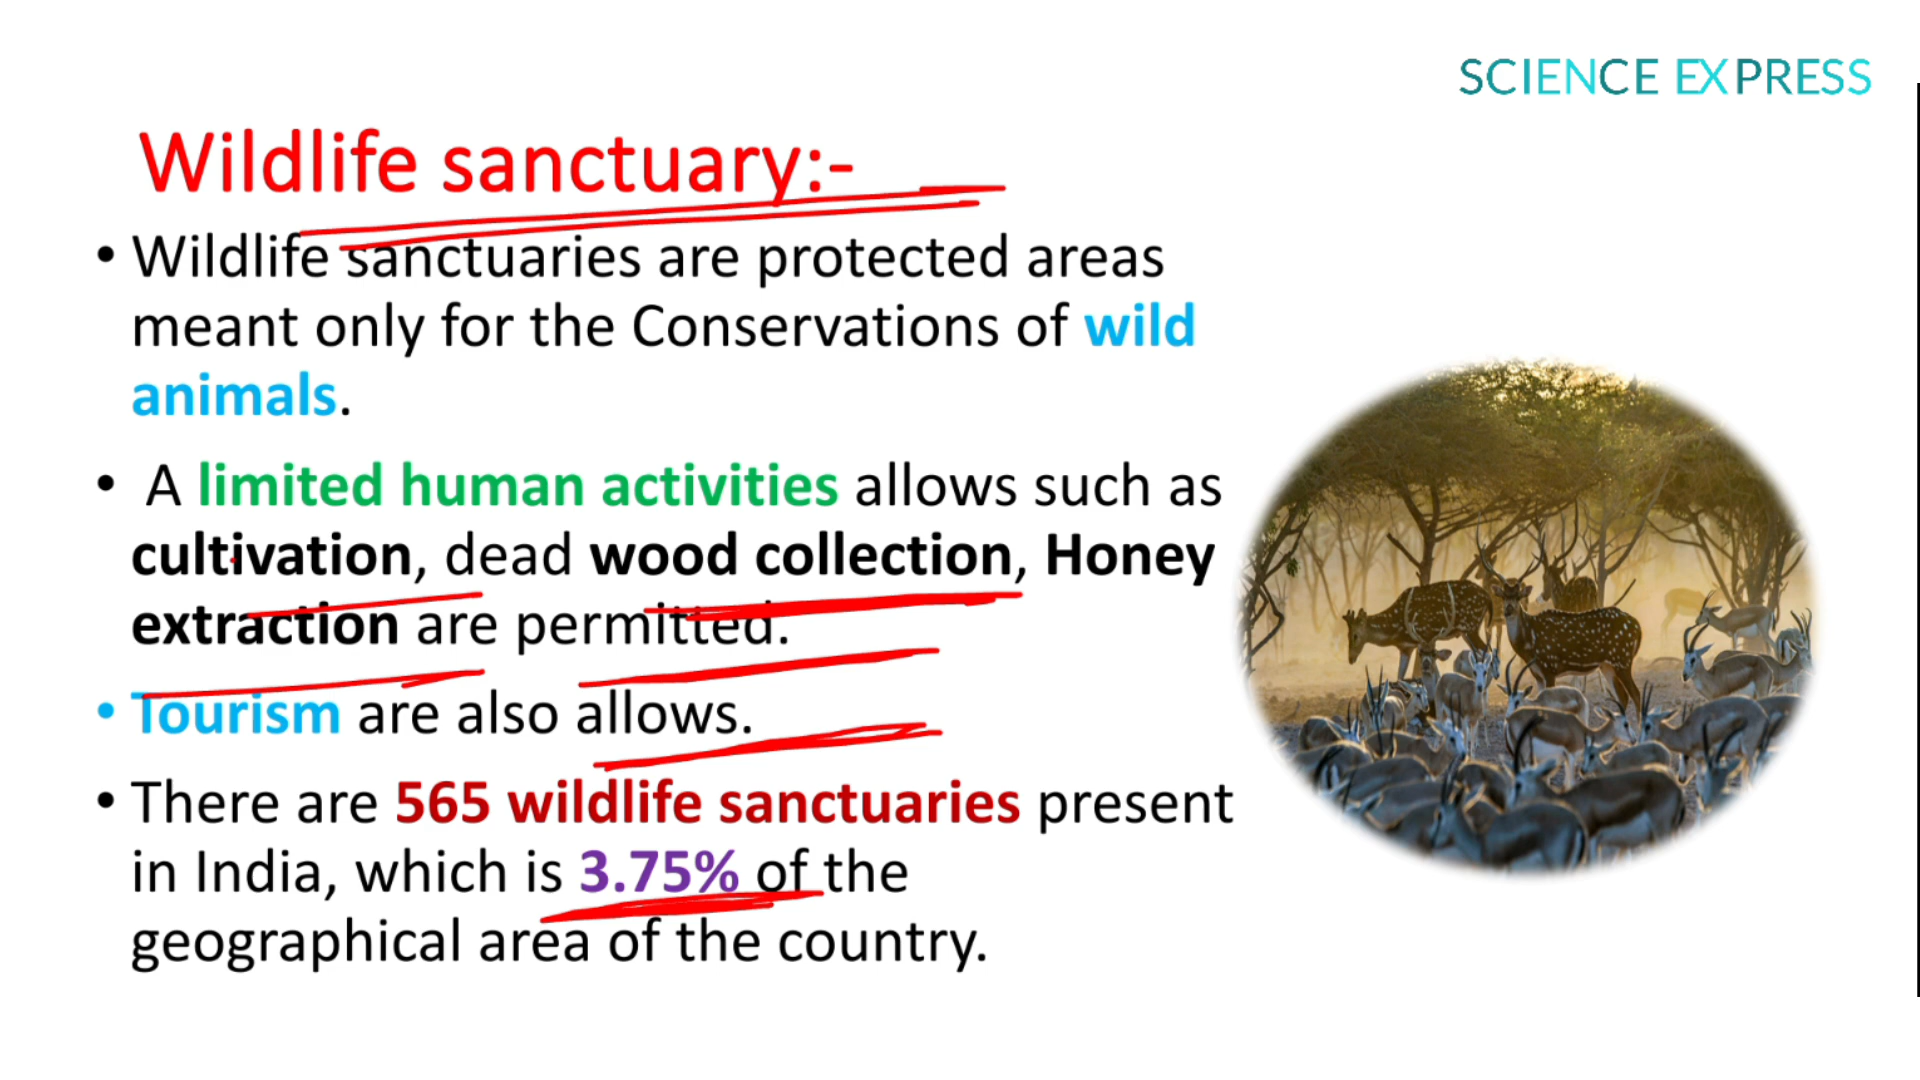 SCIENCE EXPRESS
Wildlife sanctuary:-
• Wildlife sanctuaries are protected areas
meant only for the Conservations of wild
animals.
• A limited human activities allows such as
cultivation, dead wood collection, Honey
extraction are permitted.
• Tourism are also allows.
• There are 565 wildlife sanctuaries present
in India, which is 3.75% of the
geographical area of the country.